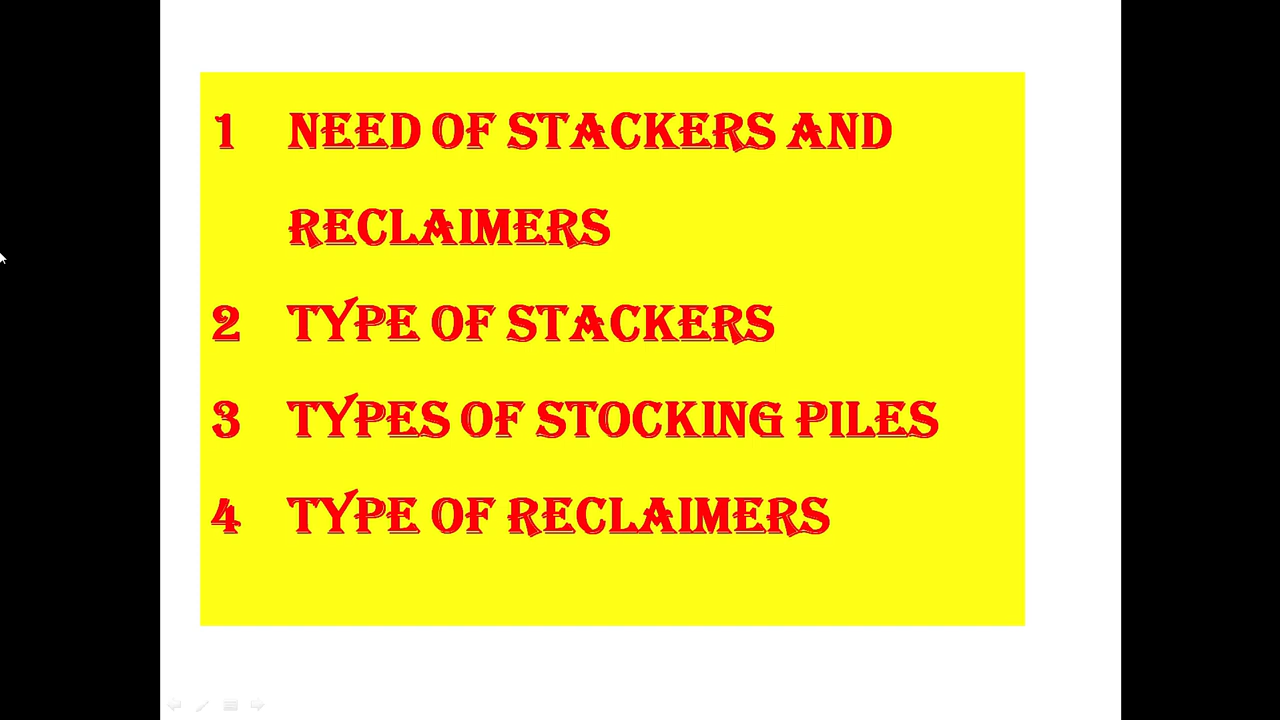 1 NEED OF STACKERS AND
RECLAIMERS
2 TYPE OF STACKERS
3 TYPES OF STOCKING PILES
4 TYPE OF RECLAIMERS